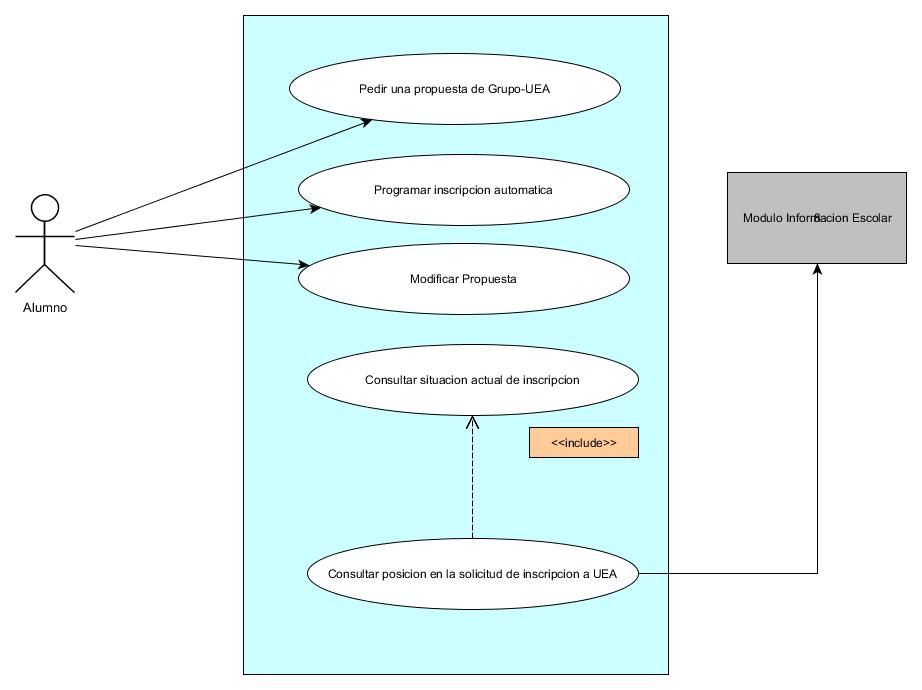 Pedir una propuesta de Grupo-UEA
Programar inscripcion automatica
Modulo Informacion Escolar
Modificar Propuesta
Alumno
Consultar situacion actual de inscripcion
<<include>>
Consultar posicion en la solicitud de inscripcion a UEA